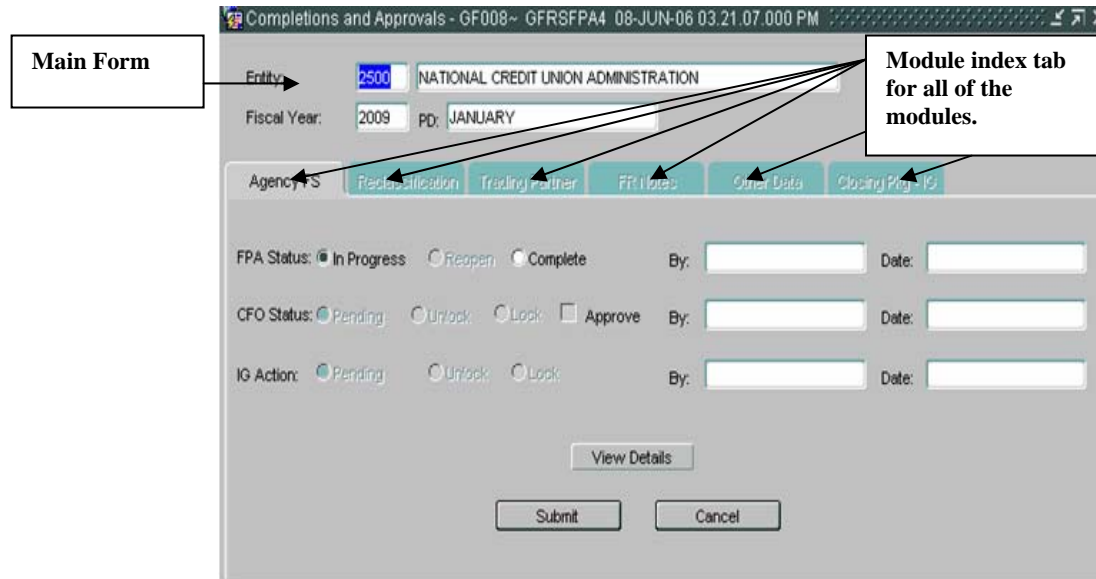 Completions and Approvals - GF008~ GFRSFPA4 08-JUN-06 03.21.07.000 PM
Main Form
Entity: 2500 NATIONAL CREDIT UNION ADMINISTRATION
Fiscal Year: 2009 PD: JANUARY
Module index tab
for all of the
modules.
Agency FS Reclassification Trading Partner FR Notes Other Data Closing Pkg - IG
FPA Status: In Progress Reopen Complete By: Date:
CFO Status: Pending Unlock Lock Approve By: Date:
IG Action: Pending Unlock Lock By: Date:
View Details
Submit Cancel